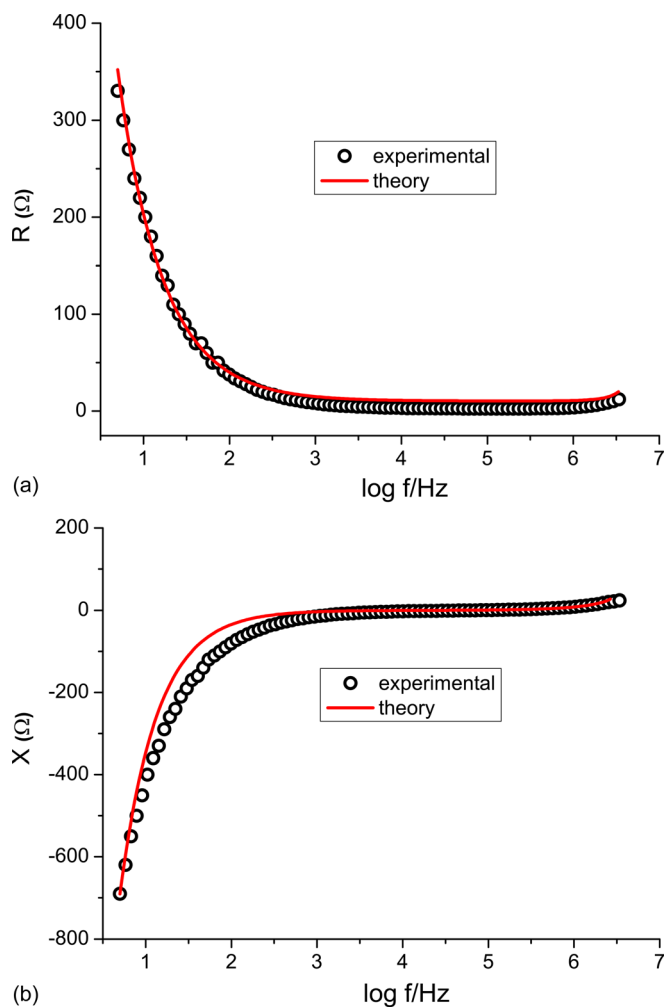 400
300
200
100
0
R (Ω)
experimental
theory
1 2 3 4 5 6 7
(a)
log f/Hz
200
0
-200
-400
-600
-800
X (Ω)
experimental
theory
1 2 3 4 5 6 7
(b)
log f/Hz